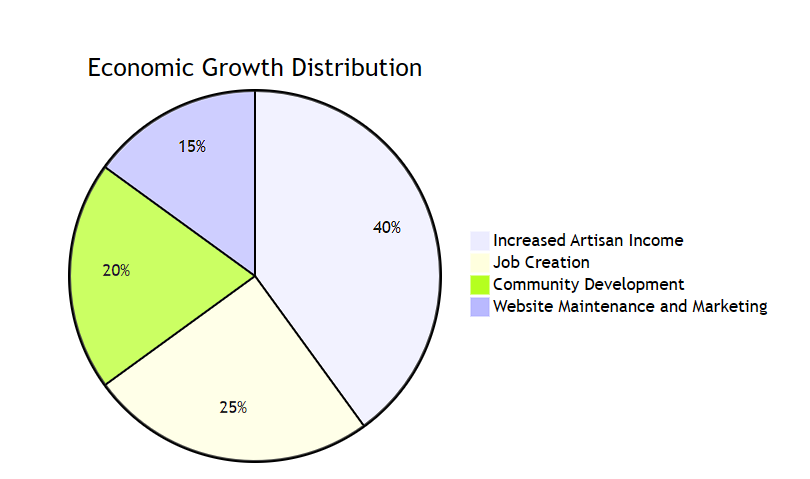 Economic Growth Distribution
15%
40%
20%
25%
Increased Artisan Income
Job Creation
Community Development
Website Maintenance and Marketing